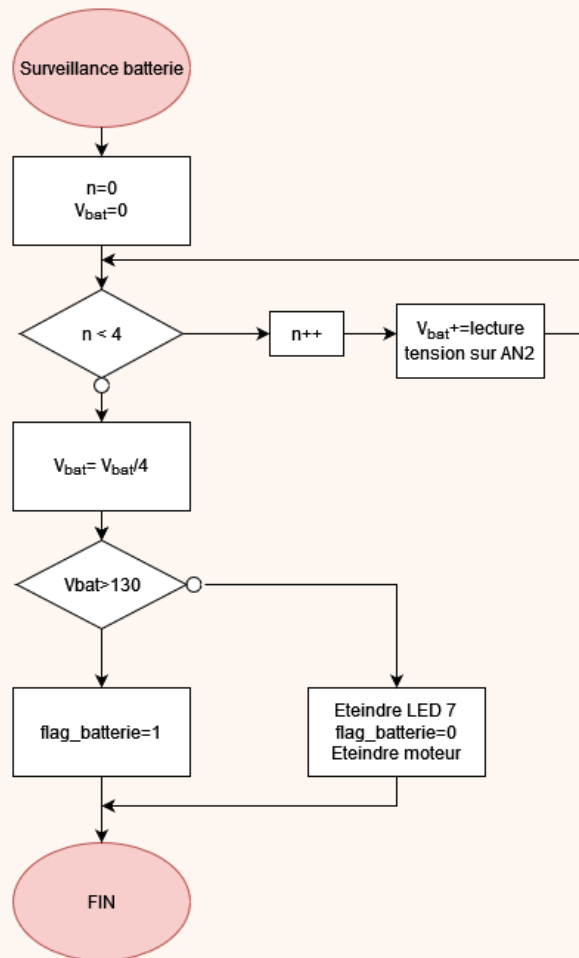 Surveillance batterie
n=0
Vbat=0
n < 4
n++
Vbat+=lecture
tension sur AN2
Vbat= Vbat/4
Vbat>130
flag_batterie=1
Eteindre LED 7
flag_batterie=0
Eteindre moteur
FIN